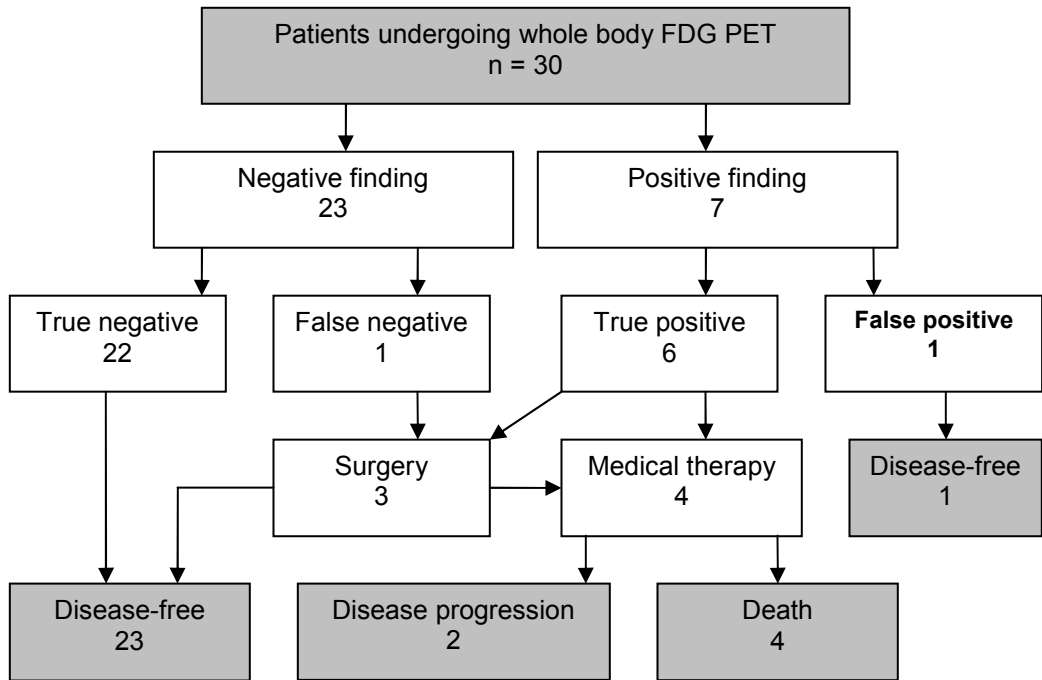 Patients undergoing whole body FDG PET
n = 30
Negative finding
23
Positive finding
7
True negative
22
False negative
1
True positive
6
False positive
1
Surgery
3
Medical therapy
4
Disease-free
1
Disease-free
23
Disease progression
2
Death
4